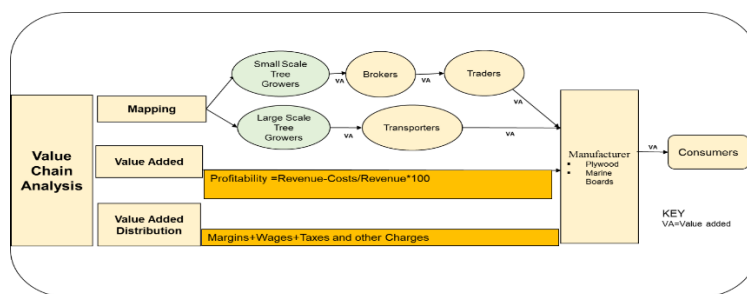 Value
Chain
Analysis
Mapping
Value Added
Value Added
Distribution
Small Scale
Tree
Growers
VA
Brokers
VA
Traders
VA
Large Scale
Tree
Growers
VA
Transporters
VA
Profitability =Revenue-Costs/Revenue*100
Margins+Wages+Taxes and other Charges
Manufacturer
▪ Plywood
▪ Marine
Boards
VA
Consumers
KEY
VA=Value added